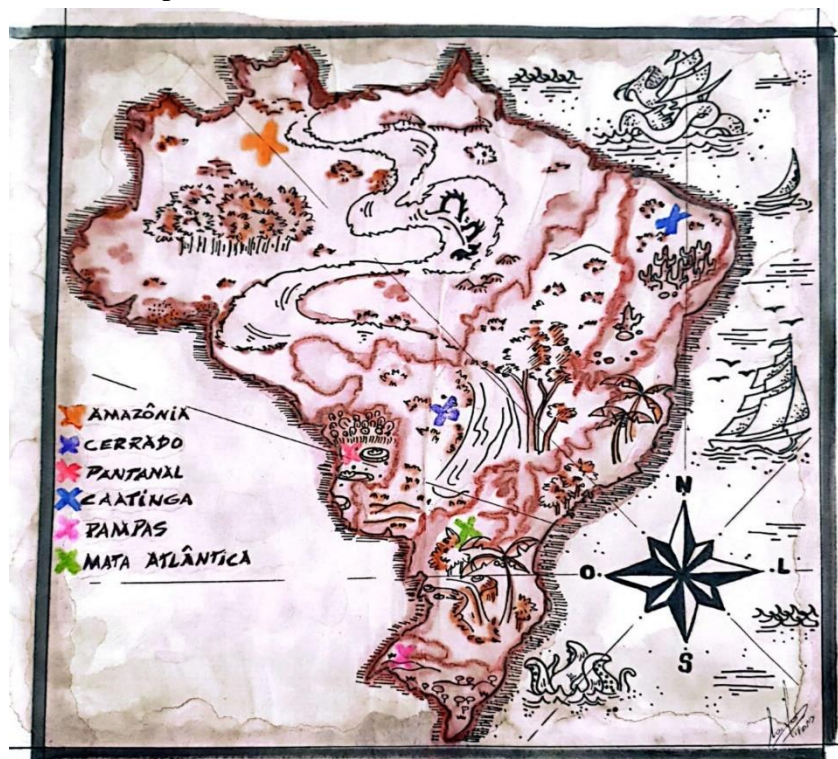 AMAZÔNIA
CERRADO
PANTANAL
CAATINGA
PAMPAS
MATA ATLÂNTICA
N
O L
S